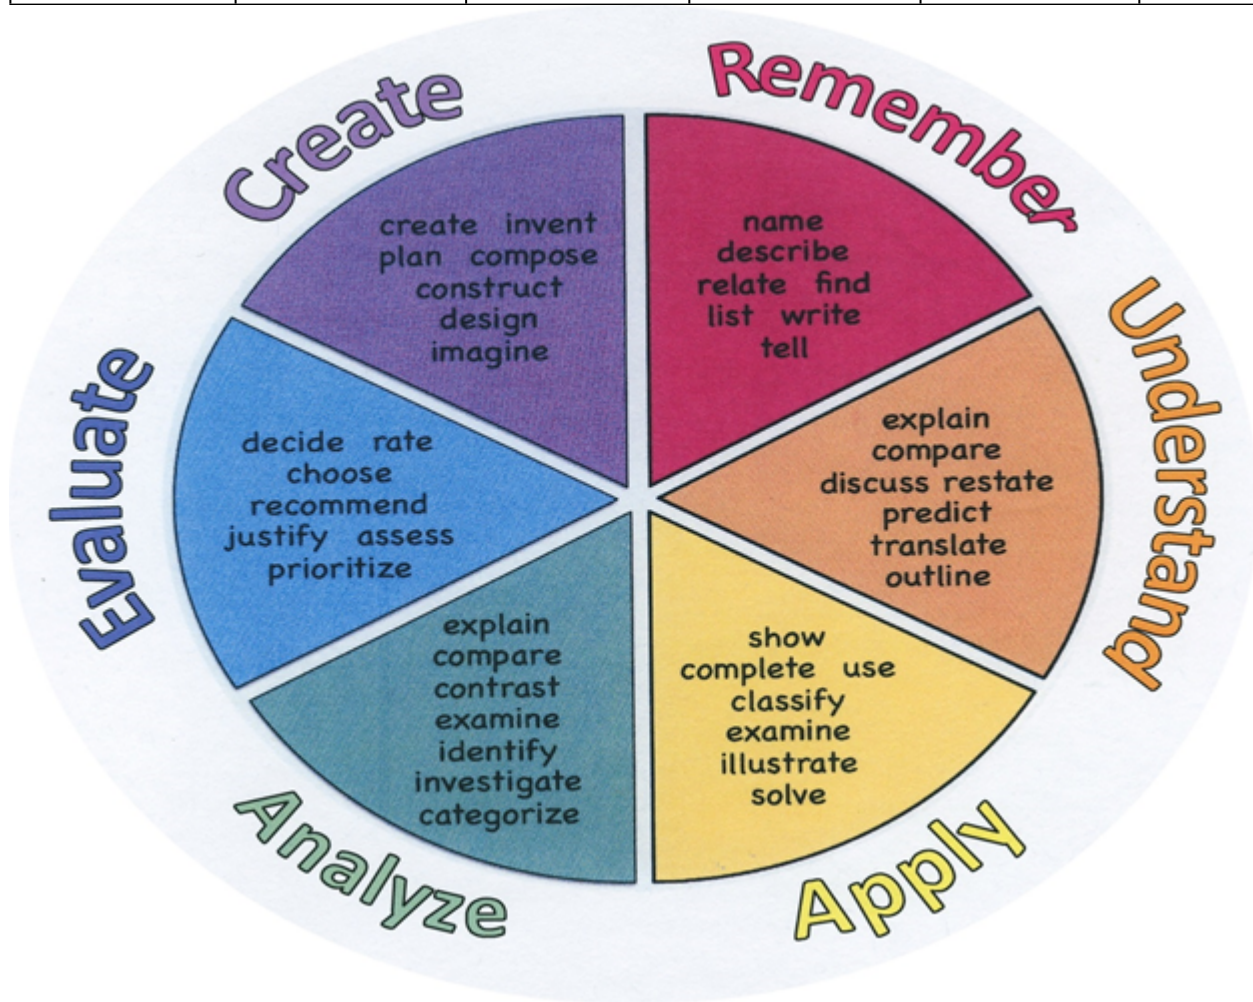 Remember
name
describe
relate find
list write
tell
Understand
explain
compare
discuss restate
predict
translate
outline
Apply
show
complete use
classify
examine
illustrate
solve
Analyze
explain
compare
contrast
examine
identify
investigate
categorize
Evaluate
decide rate
choose
recommend
justify assess
prioritize
Create
create invent
plan compose
construct
design
imagine